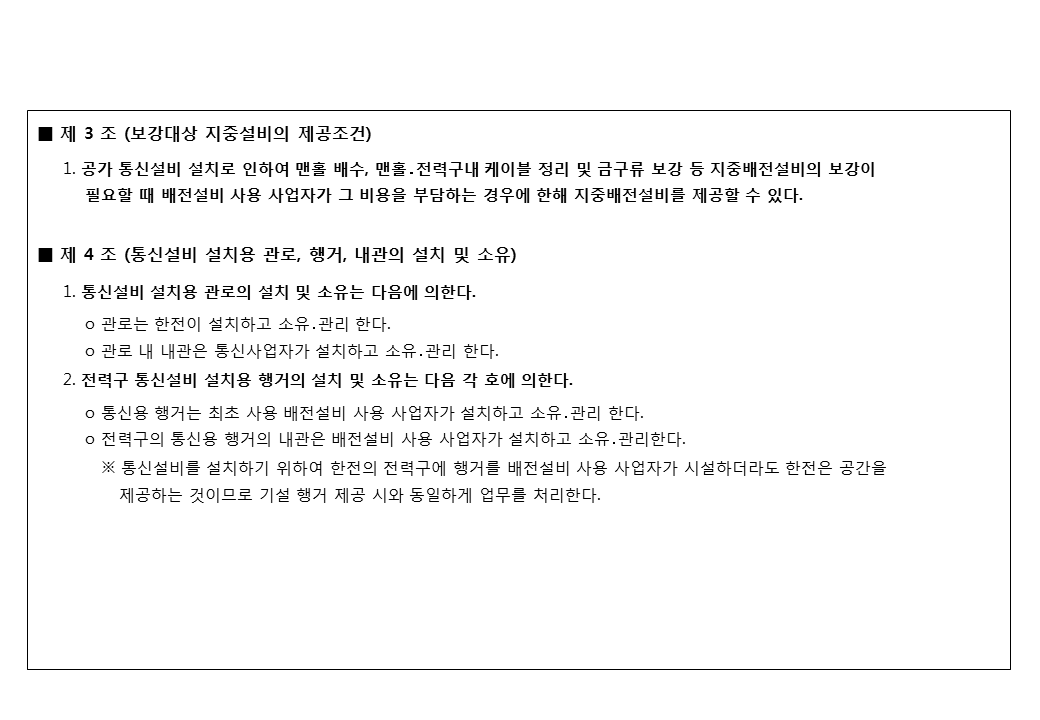 ■ 제 3 조 (보강대상 지중설비의 제공조건)
1. 공가 통신설비 설치로 인하여 맨홀 배수, 맨홀.전력구내 케이블 정리 및 금구류 보강 등 지중배전설비의 보강이
필요할 때 배전설비 사용 사업자가 그 비용을 부담하는 경우에 한해 지중배전설비를 제공할 수 있다.
■ 제 4 조 (통신설비 설치용 관로, 행거, 내관의 설치 및 소유)
1. 통신설비 설치용 관로의 설치 및 소유는 다음에 의한다.
ο 관로는 한전이 설치하고 소유.관리 한다.
ο 관로 내 내관은 통신사업자가 설치하고 소유.관리 한다.
2. 전력구 통신설비 설치용 행거의 설치 및 소유는 다음 각 호에 의한다.
ο 통신용 행거는 최초 사용 배전설비 사용 사업자가 설치하고 소유.관리 한다.
ο 전력구의 통신용 행거의 내관은 배전설비 사용 사업자가 설치하고 소유.관리한다.
※ 통신설비를 설치하기 위하여 한전의 전력구에 행거를 배전설비 사용 사업자가 시설하더라도 한전은 공간을
제공하는 것이므로 기설 행거 제공 시와 동일하게 업무를 처리한다.